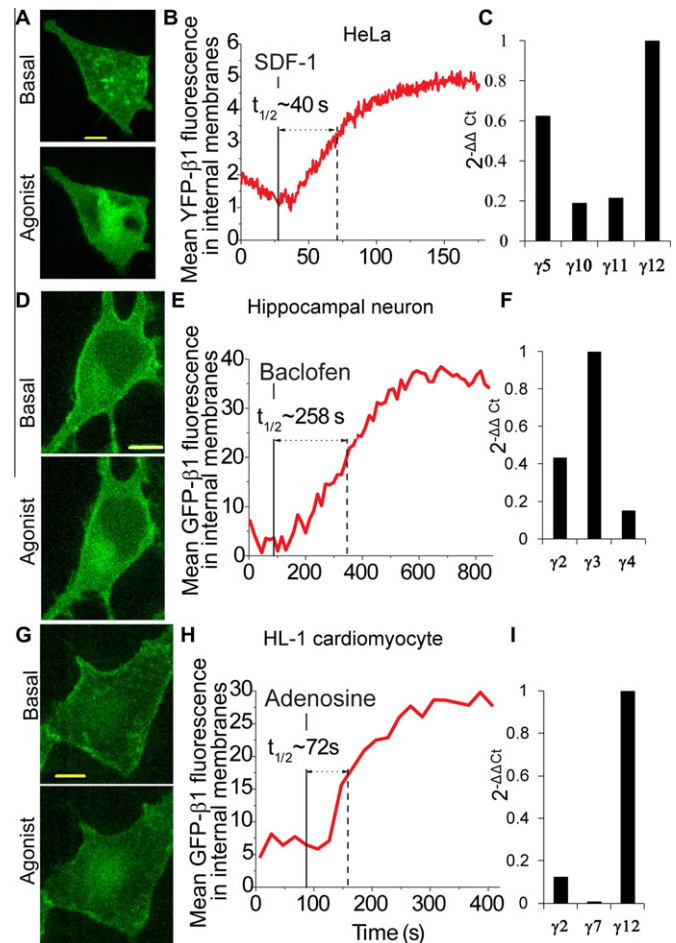 A
Basal
Agonist
B
HeLa
SDF-1
t1/2~40 s
Mean YFP-β1 fluorescence
in internal membranes
6
5
4
3
2
1
0
0 50 100 150
C
2-ΔΔ Ct
1
0.8
0.6
0.4
0.2
0
γ5 γ10 γ11 γ12
D
Basal
Agonist
E
Hippocampal neuron
Baclofen
t1/2~258 s
Mean GFP-β1 fluorescence
in internal membranes
40
30
20
10
0
0 200 400 600 800
F
2-ΔΔ Ct
1
0.8
0.4
0
γ2 γ3 γ4
G
Basal
Agonist
H
HL-1 cardiomyocyte
Adenosine
t1/2~72s
Mean GFP-β1 fluorescence
in internal membranes
30
25
20
15
10
5
0
0 100 200 300 400
Time (s)
I
2-ΔΔCt
1
0.8
0.6
0.4
0.2
0
γ2 γ7 γ12